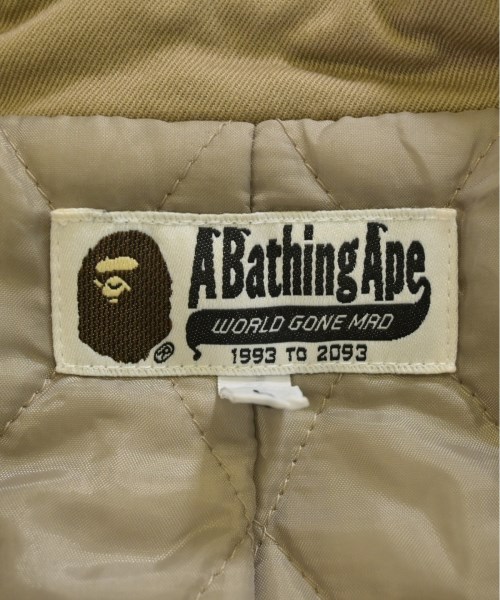 A Bathing Ape
WORLD GONE MAD
1993 TO 2093
®